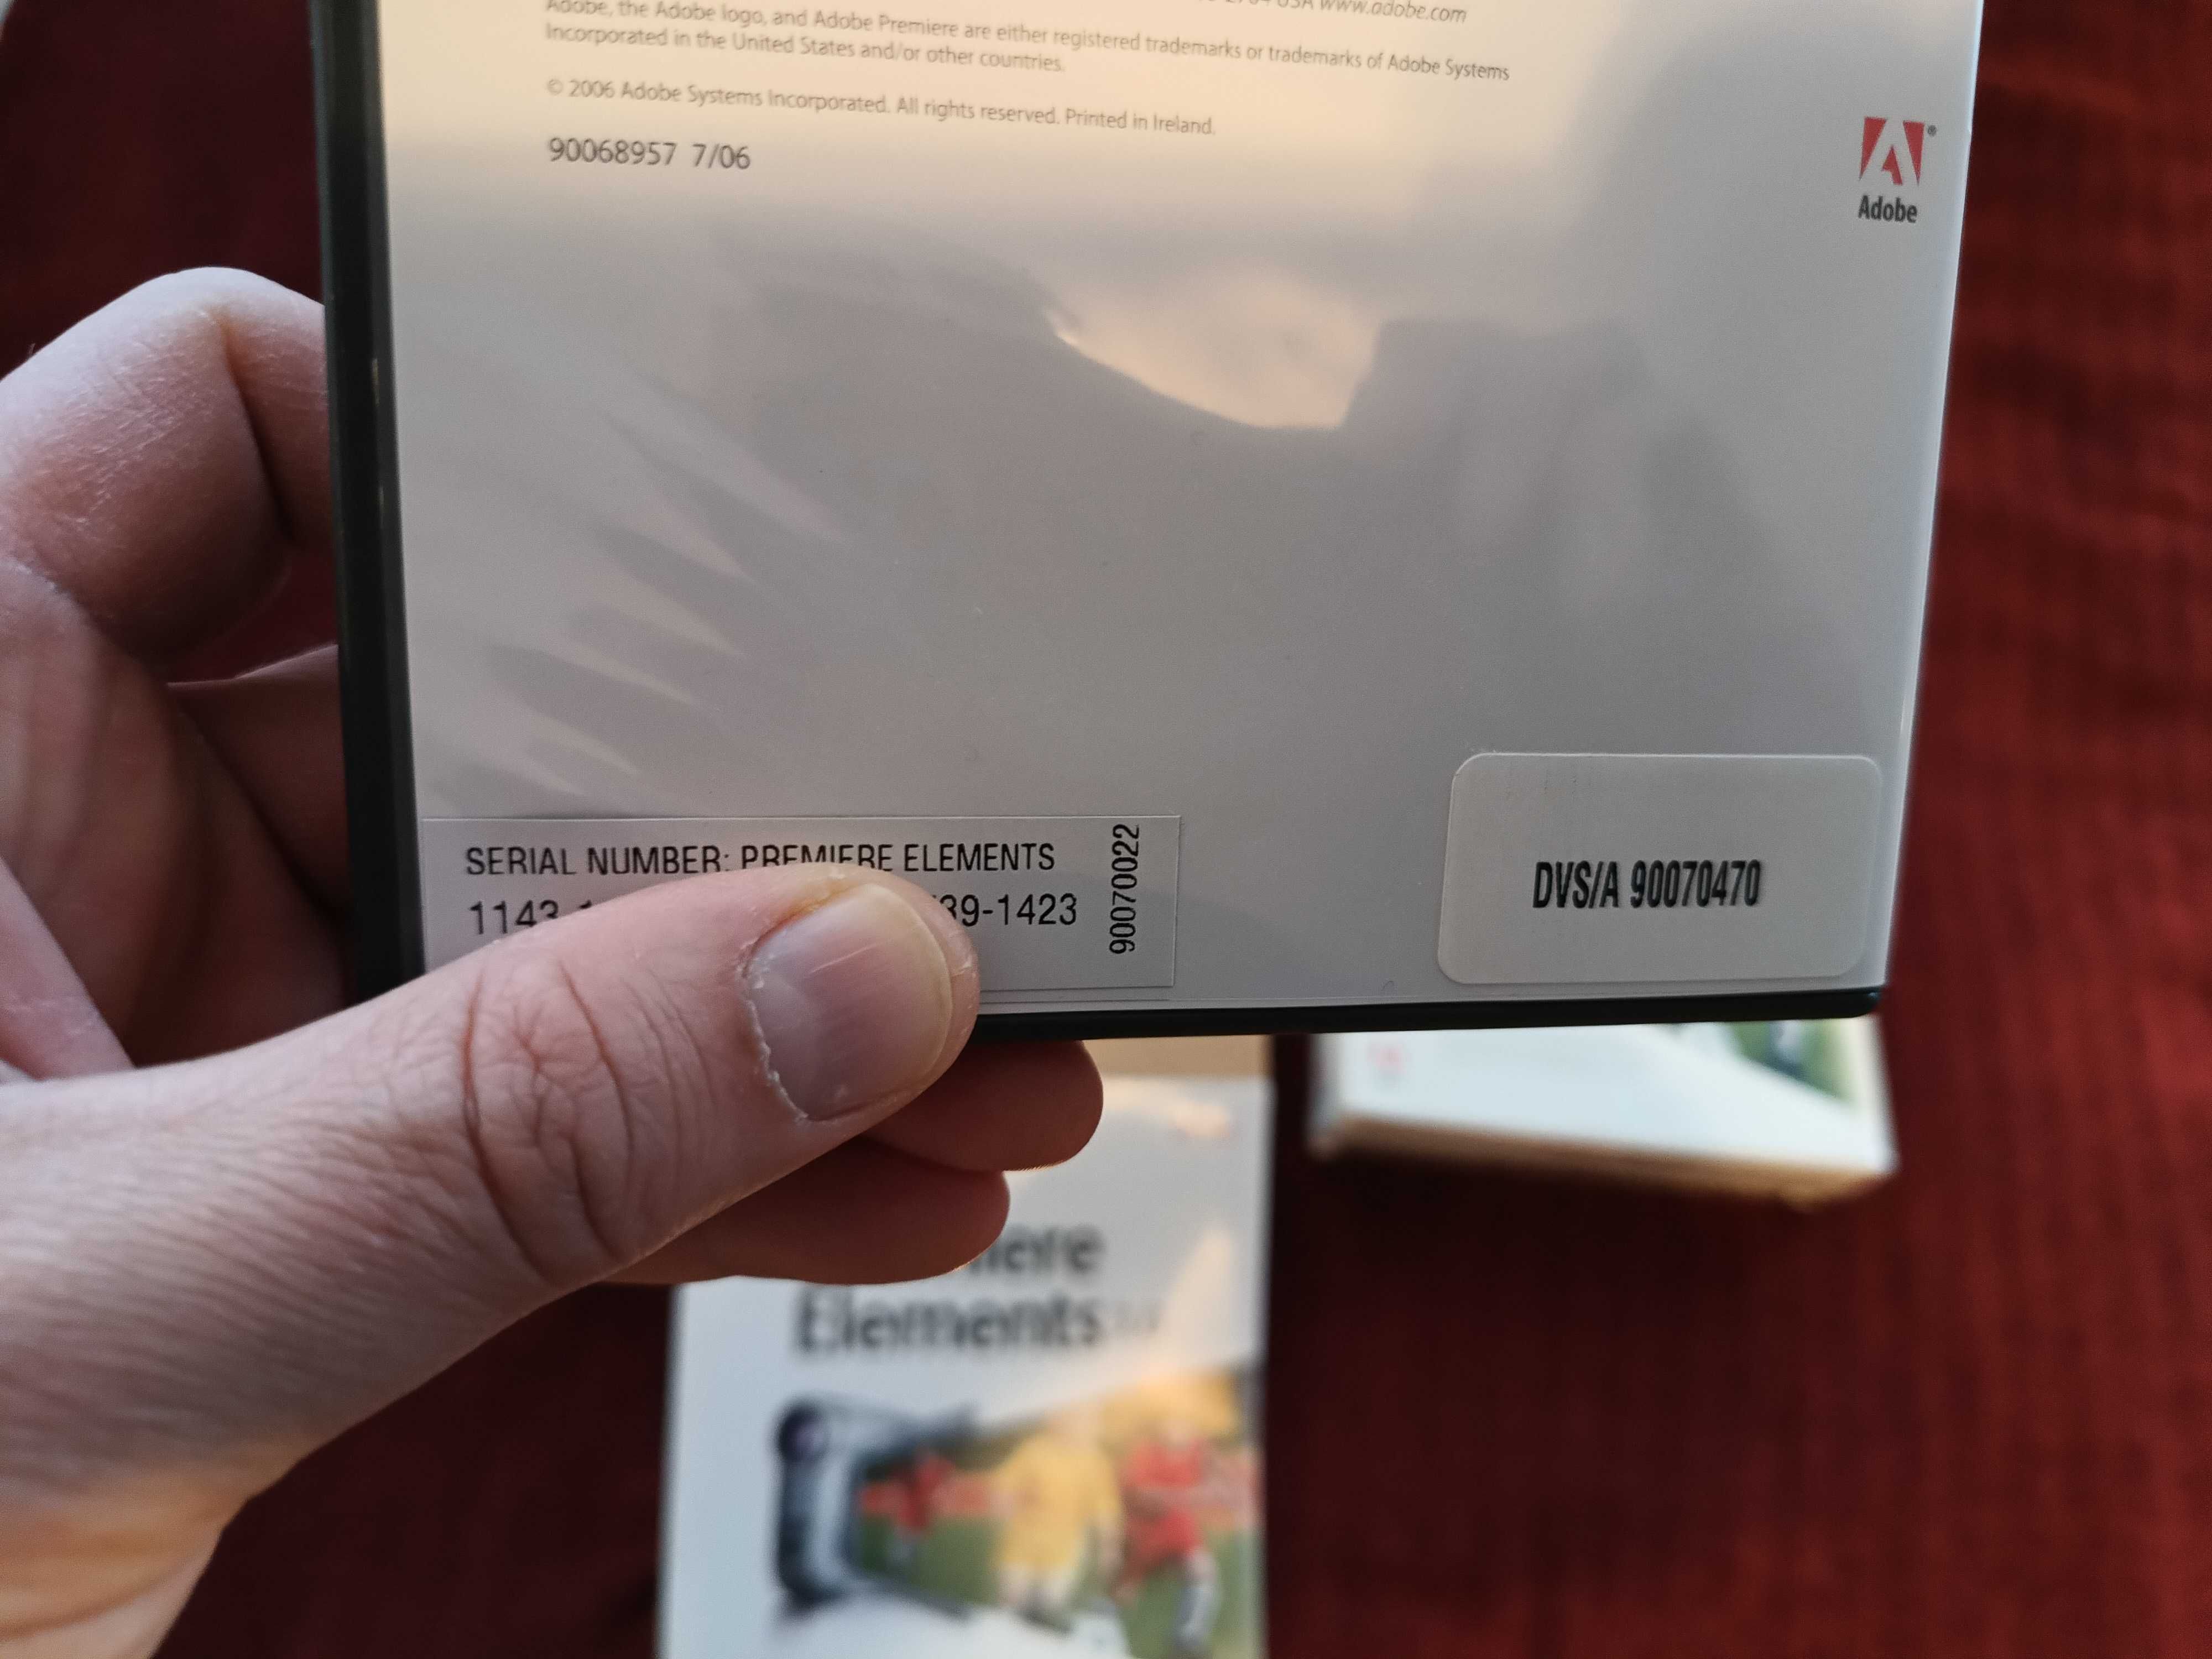 USA www.adobe.com
Adobe, the Adobe logo, and Adobe Premiere are either registered trademarks or trademarks of Adobe Systems
Incorporated in the United States and/or other countries.
© 2006 Adobe Systems Incorporated. All rights reserved. Printed in Ireland.
90068957 7/06
Adobe
SERIAL NUMBER: PREMIERE ELEMENTS
1143 39-1423
90070022
DVS/A 90070470
Elements